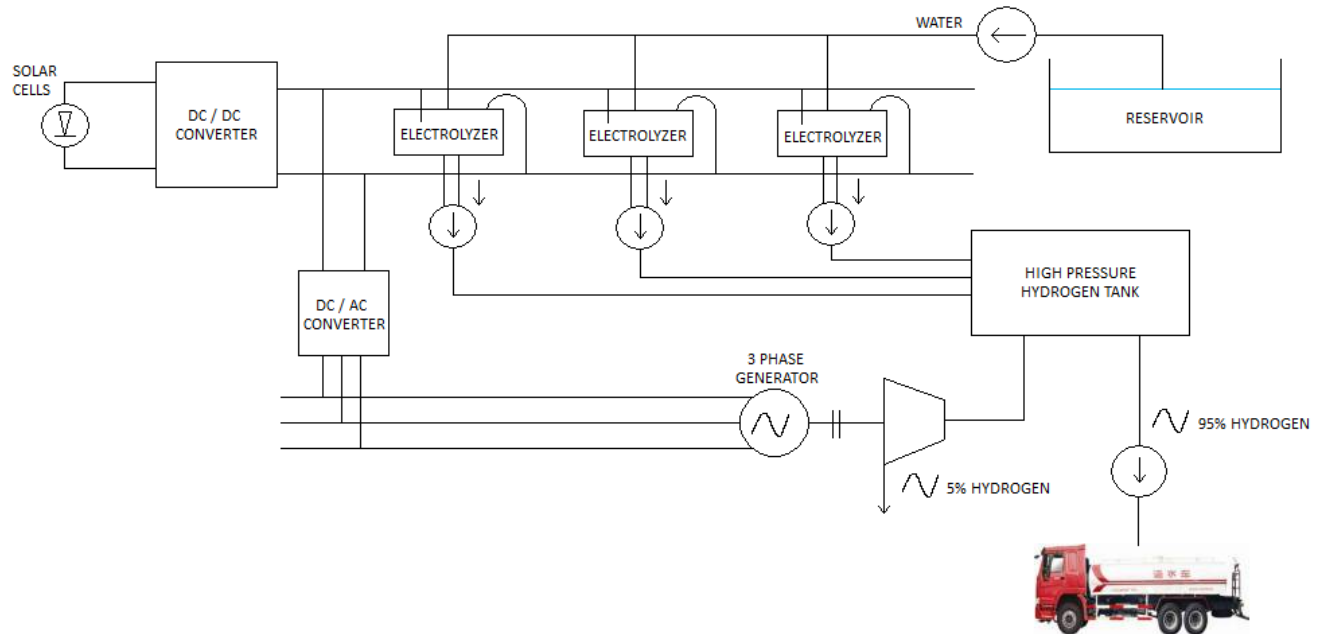 WATER
SOLAR
CELLS
DC / DC
CONVERTER
ELECTROLYZER
ELECTROLYZER
ELECTROLYZER
RESERVOIR
HIGH PRESSURE
HYDROGEN TANK
DC / AC
CONVERTER
3 PHASE
GENERATOR
95% HYDROGEN
5% HYDROGEN